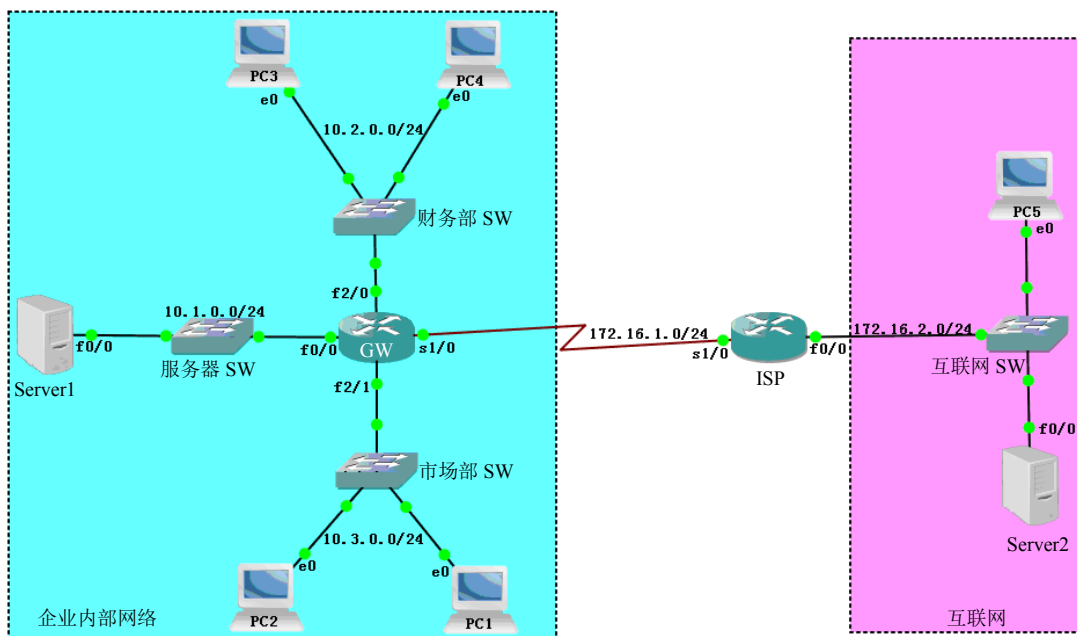 PC3
e0
PC4
e0
10.2.0.0/24
财务部 SW
f2/0
10.1.0.0/24
f0/0
服务器 SW
Server1
f0/0
GW
s1/0
f2/1
市场部 SW
10.3.0.0/24
e0
PC2
e0
PC1
企业内部网络
172.16.1.0/24
s1/0
ISP
f0/0
172.16.2.0/24
PC5
e0
互联网 SW
f0/0
Server2
互联网